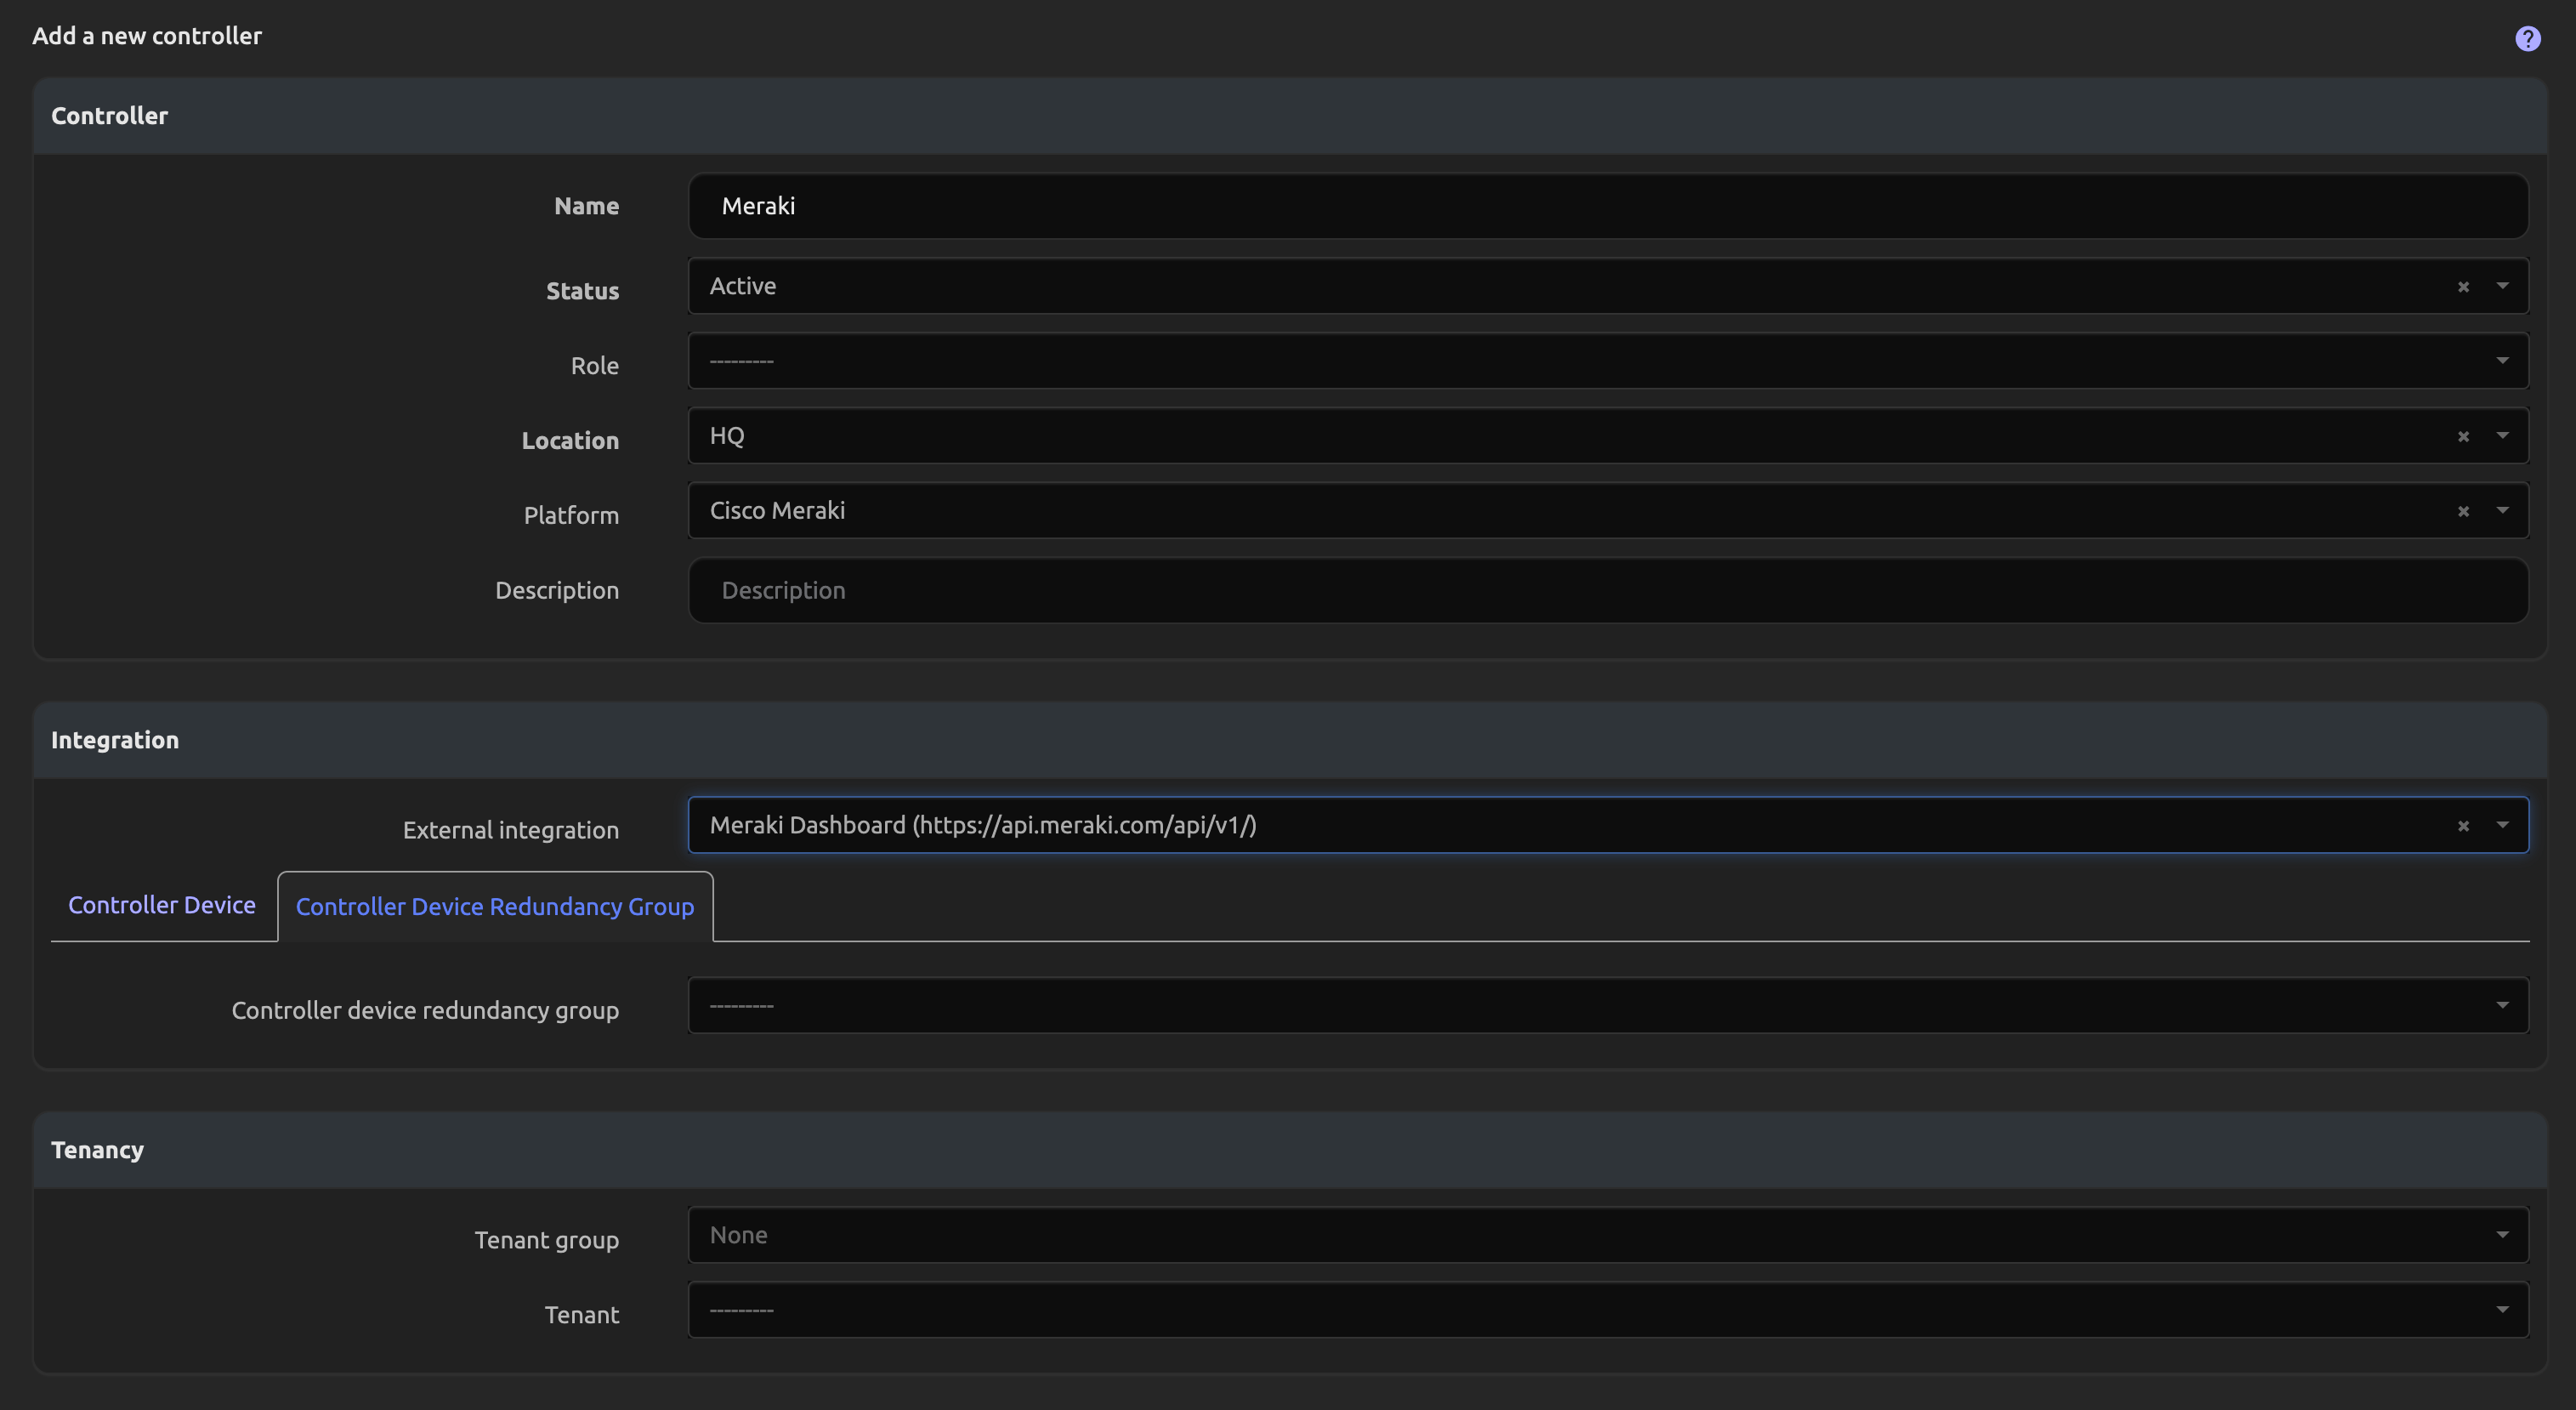 Add a new controller
?
Controller
Name Meraki
Status Active
Role ---------
Location HQ
Platform Cisco Meraki
Description Description
Integration
External integration Meraki Dashboard (https://api.meraki.com/api/v1/)
Controller Device Controller Device Redundancy Group
Controller device redundancy group ---------
Tenancy
Tenant group None
Tenant ---------